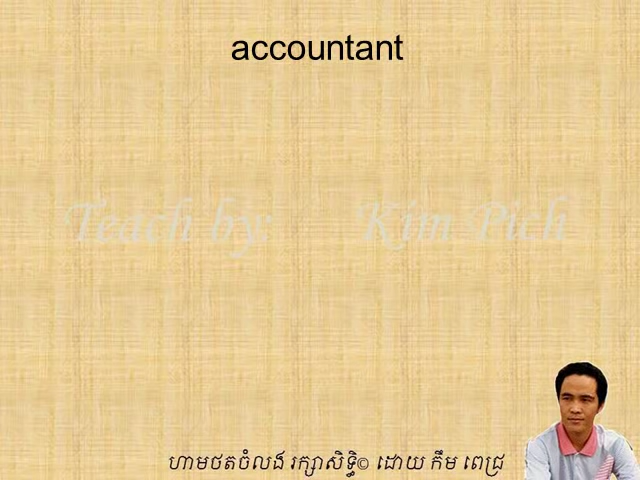 accountant
Teach by: Kim Pich
ហាមថតចំលង រក្សាសិទ្ធិ© ដោយ កឹម ពេជ្រ